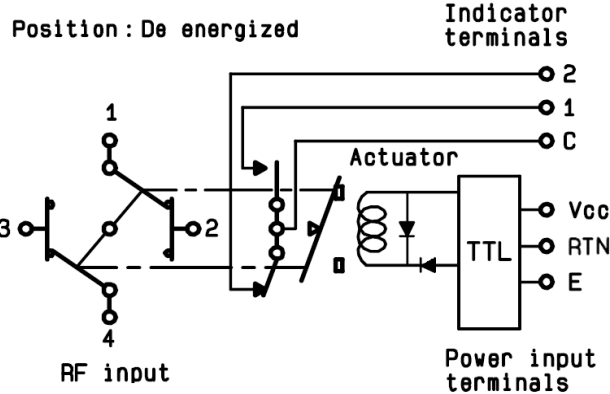 Position : De energized
Indicator
terminals
2
1
C
1
Actuator
3
2
Vcc
TTL
RTN
E
4
RF input
Power input
terminals